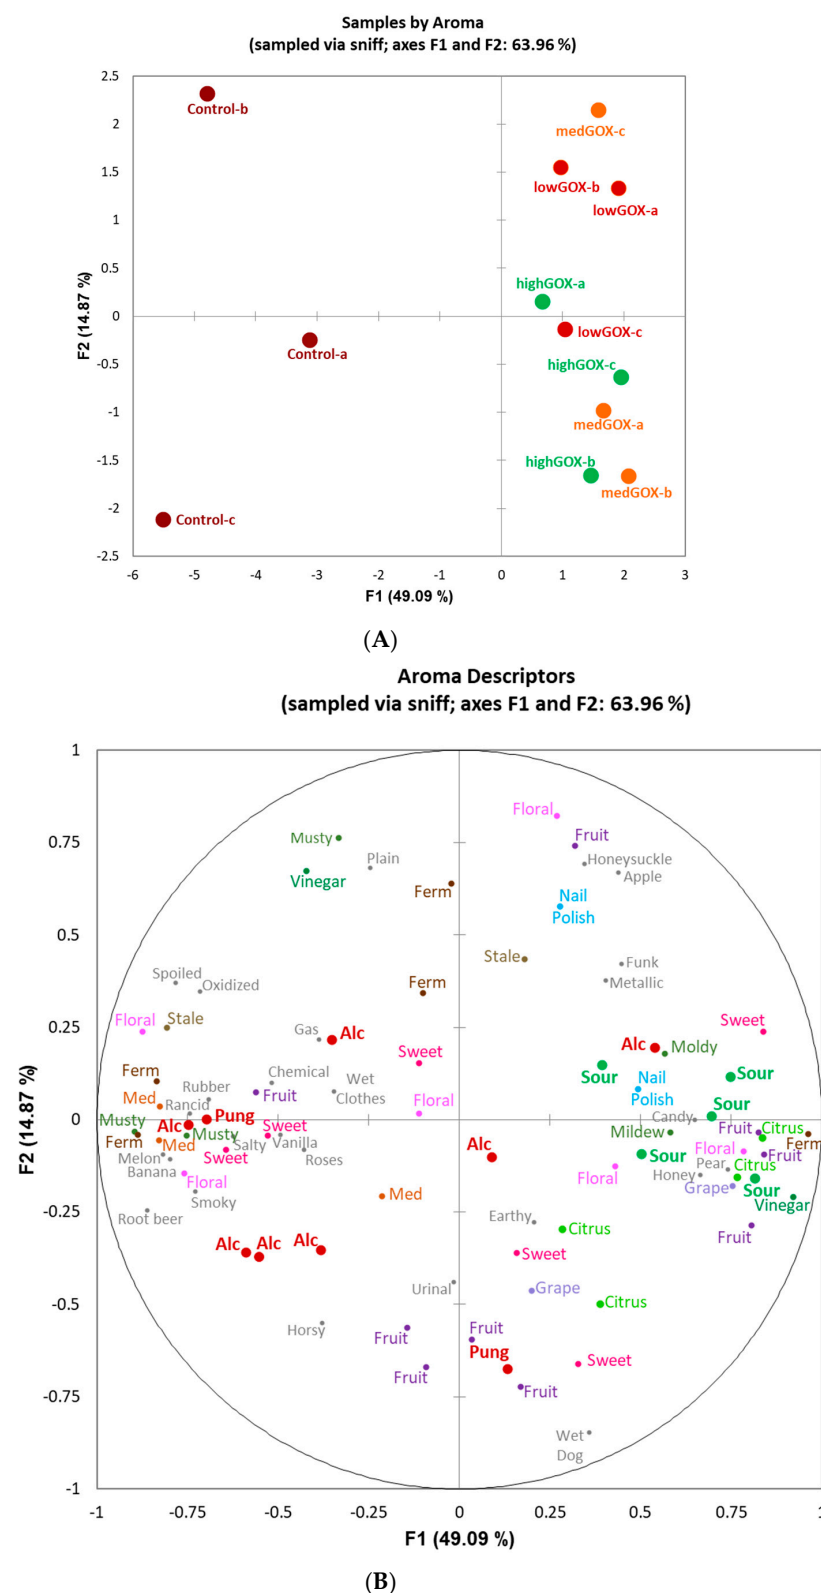 Samples by Aroma
(sampled via sniff; axes F1 and F2: 63.96 %)
2.5
Control-b
medGOX-c
2
1.5
lowGOX-b
lowGOX-a
1
0.5
highGOX-a
0
lowGOX-c
Control-a
highGOX-c
-0.5
-1
medGOX-a
-1.5
highGOX-b
medGOX-b
-2
Control-c
-2.5
F2 (14.87 %)
-6 -5 -4 -3 -2 -1 0 1 2 3
F1 (49.09 %)
(A)
Aroma Descriptors
(sampled via sniff; axes F1 and F2: 63.96 %)
1
Floral
0.75
Musty
Fruit
Plain
Honeysuckle
Vinegar
Apple
Ferm
Nail
Polish
0.5
Stale
Funk
Spoiled
Oxidized
Ferm
Metallic
0.25
Floral
Stale
Gas
Alc
Sweet
Sweet
Alc
Moldy
Ferm
Chemical
Sour
Sour
Rubber
Fruit
Wet
Clothes
Nail
Polish
Med
Rancid
Pung
Floral
Sour
Candy
0
Musty
Alc
Sweet
Fruit
Citrus
Ferm
Med
Musty
Salty
Vanilla
Mildew
Ferm
Melon
Sweet
Roses
Alc
Sour
Floral
Fruit
Banana
Floral
Floral
Pear
Citrus
Honey
Smoky
Med
Grape
Sour
Vinegar
-0.25
Root beer
Earthy
Citrus
Fruit
Alc
Alc
Alc
Sweet
Urinal
Grape
Citrus
-0.5
Horsy
Fruit
Fruit
Pung
Sweet
Fruit
Fruit
-0.75
Wet
Dog
-1
F2 (14.87 %)
-1 -0.75 -0.5 -0.25 0 0.25 0.5 0.75 1
F1 (49.09 %)
(B)